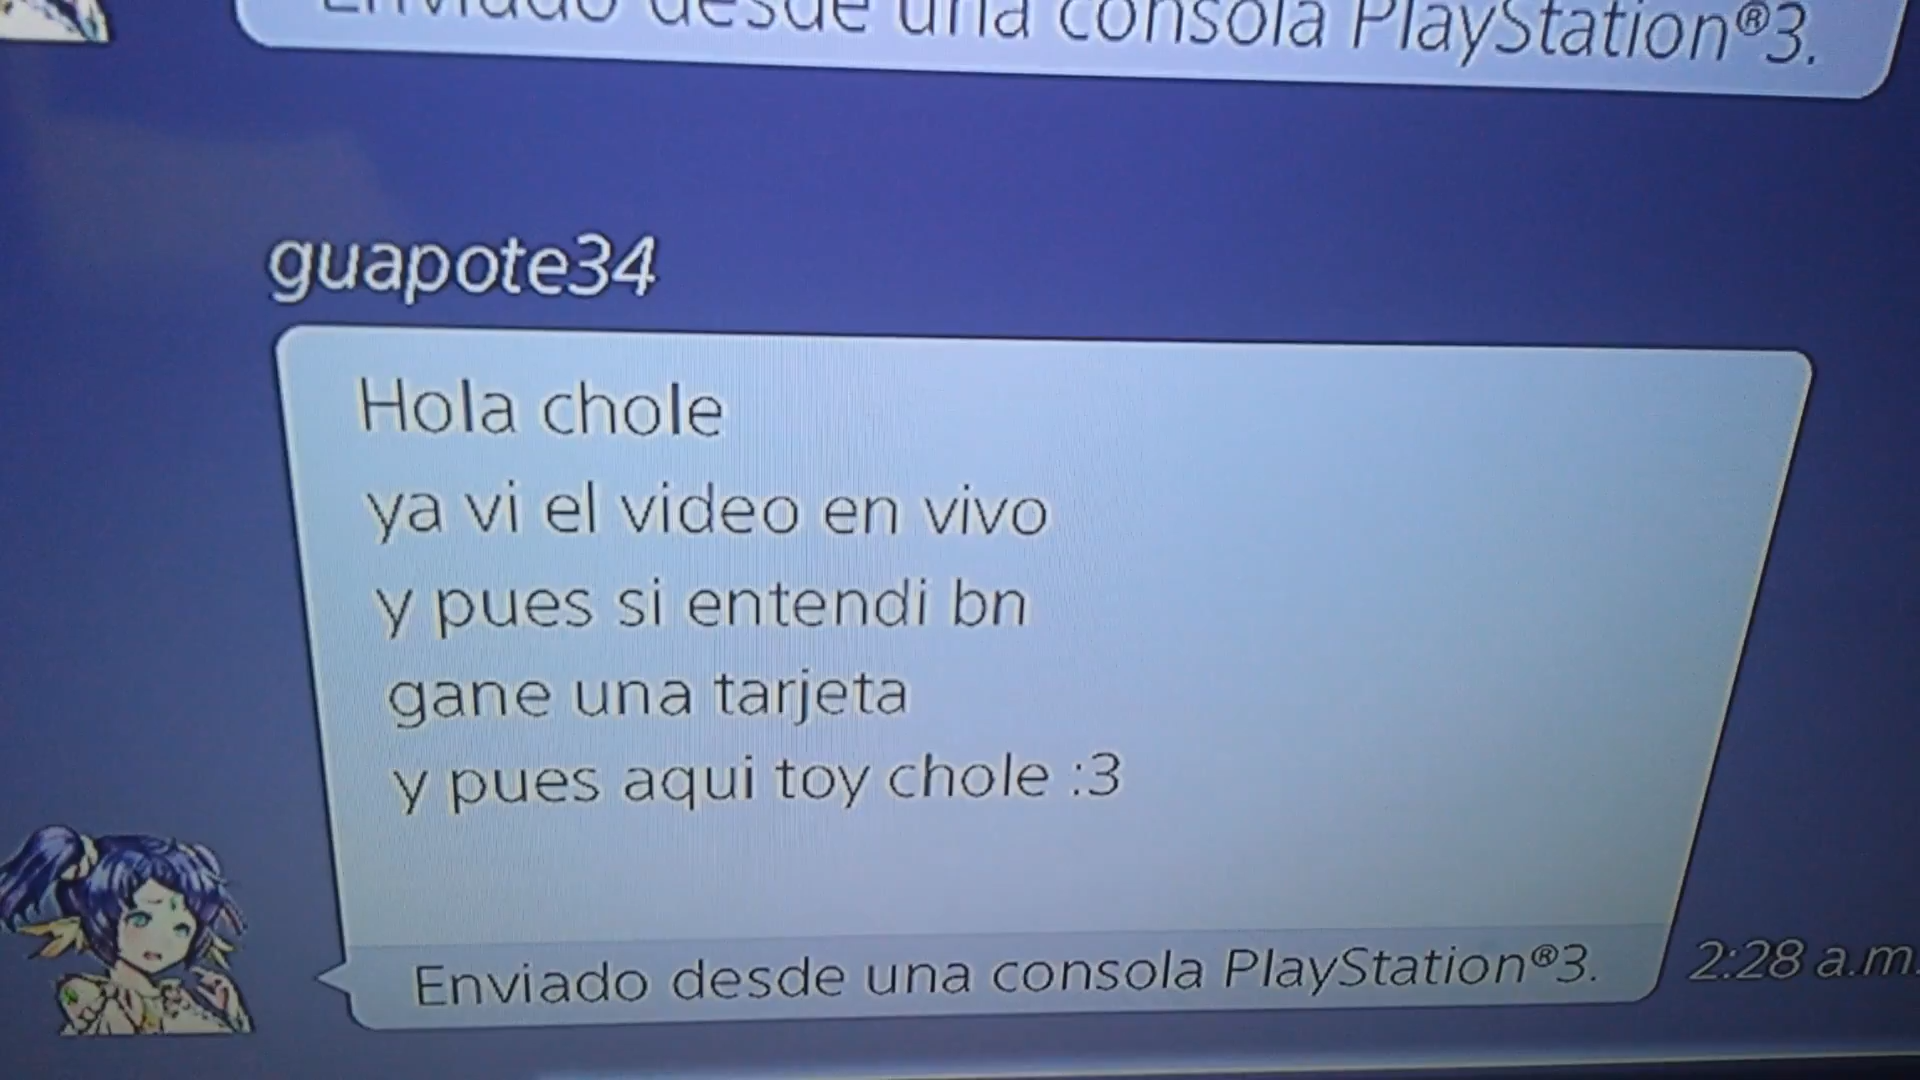 Enviado desde una consola PlayStation®3.
guapote34
Hola chole
ya vi el video en vivo
y pues si entendi bn
gane una tarjeta
y pues aqui toy chole :3
Enviado desde una consola PlayStation®3.
2:28 a.m.